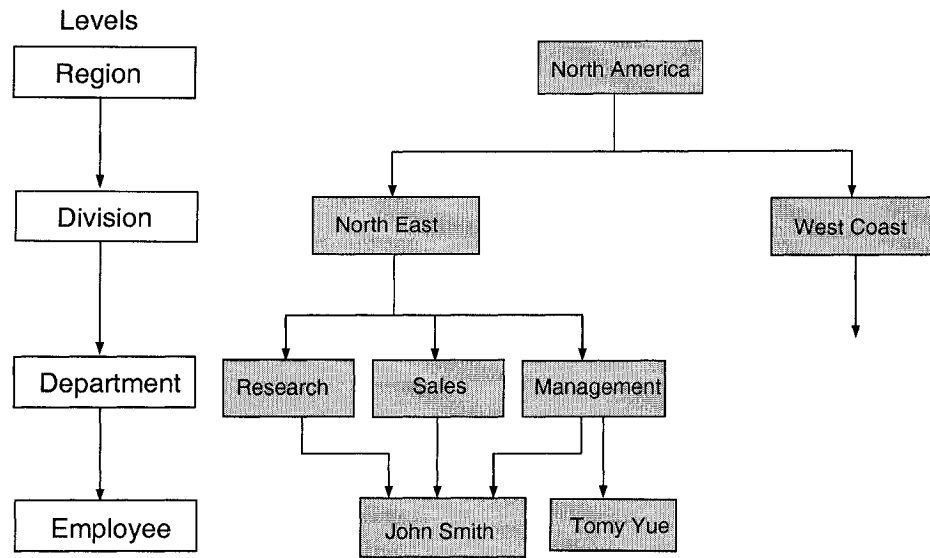 Levels
Region
North America
Division
North East
West Coast
Department
Research
Sales
Management
Employee
John Smith
Tomy Yue